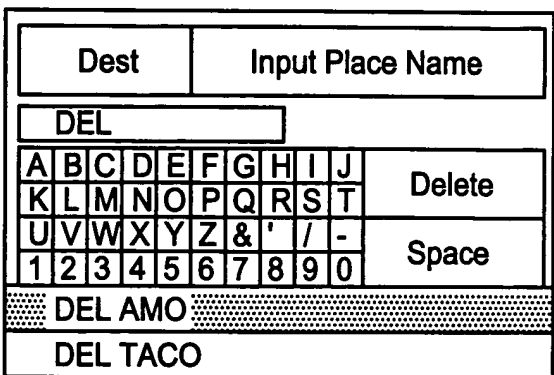 Dest Input Place Name
DEL
A B C D E F G H I J
K L M N O P Q R S T
Delete
U V W X Y Z & ' / -
1 2 3 4 5 6 7 8 9 0
Space
DEL AMO
DEL TACO